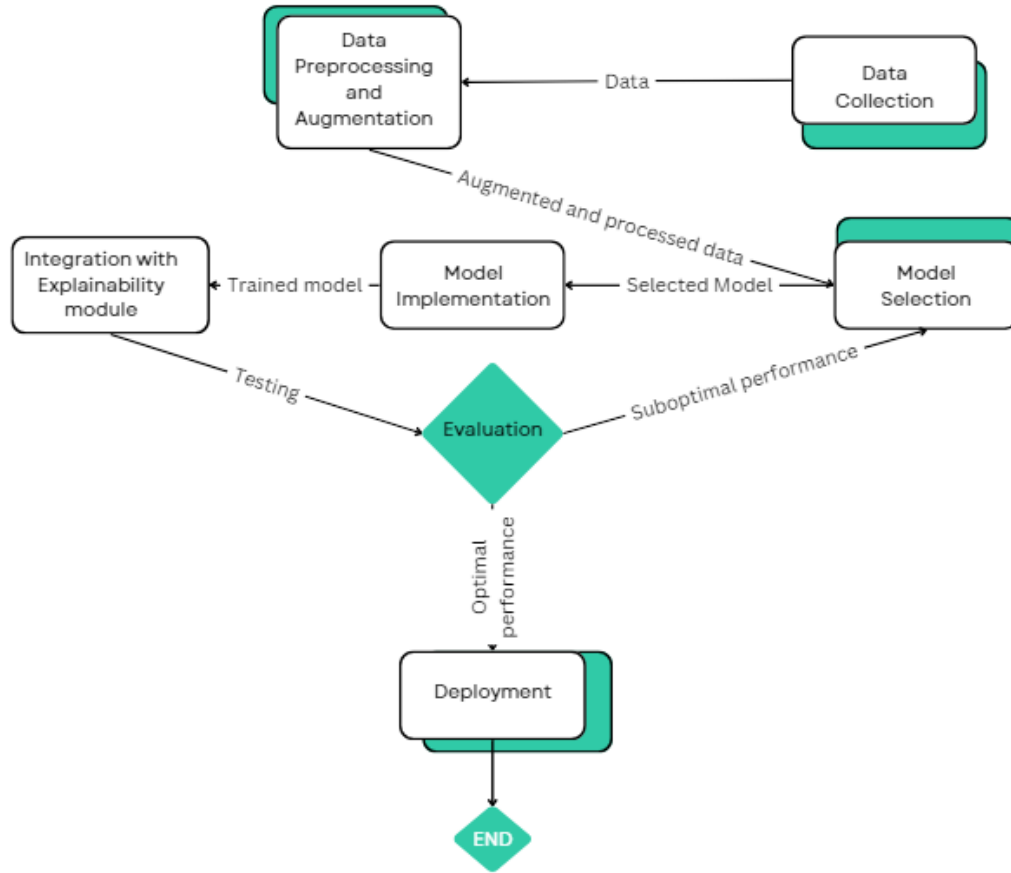 Data
Preprocessing
and
Augmentation
Data
Data
Collection
Augmented and processed data
Integration with
Explainability
module
Trained model
Model
Implementation
Selected Model
Model
Selection
Testing
Evaluation
Suboptimal performance
Optimal
performance
Deployment
END